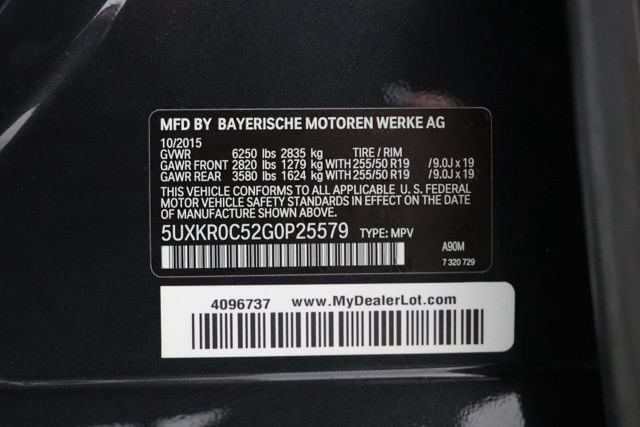 MFD BY BAYERISCHE MOTOREN WERKE AG
10/2015
GVWR 6250 lbs 2835 kg TIRE / RIM
GAWR FRONT 2820 lbs 1279 kg WITH 255/50 R19 / 9.0J x 19
GAWR REAR 3580 lbs 1624 kg WITH 255/50 R19 / 9.0J x 19
THIS VEHICLE CONFORMS TO ALL APPLICABLE U.S. FEDERAL
MOTOR VEHICLE SAFETY STANDARDS IN EFFECT ON THE DATE
OF MANUFACTURE SHOWN ABOVE.
5UXKR0C52G0P25579 TYPE: MPV
A90M
7 320 729
4096737 www.MyDealerLot.com